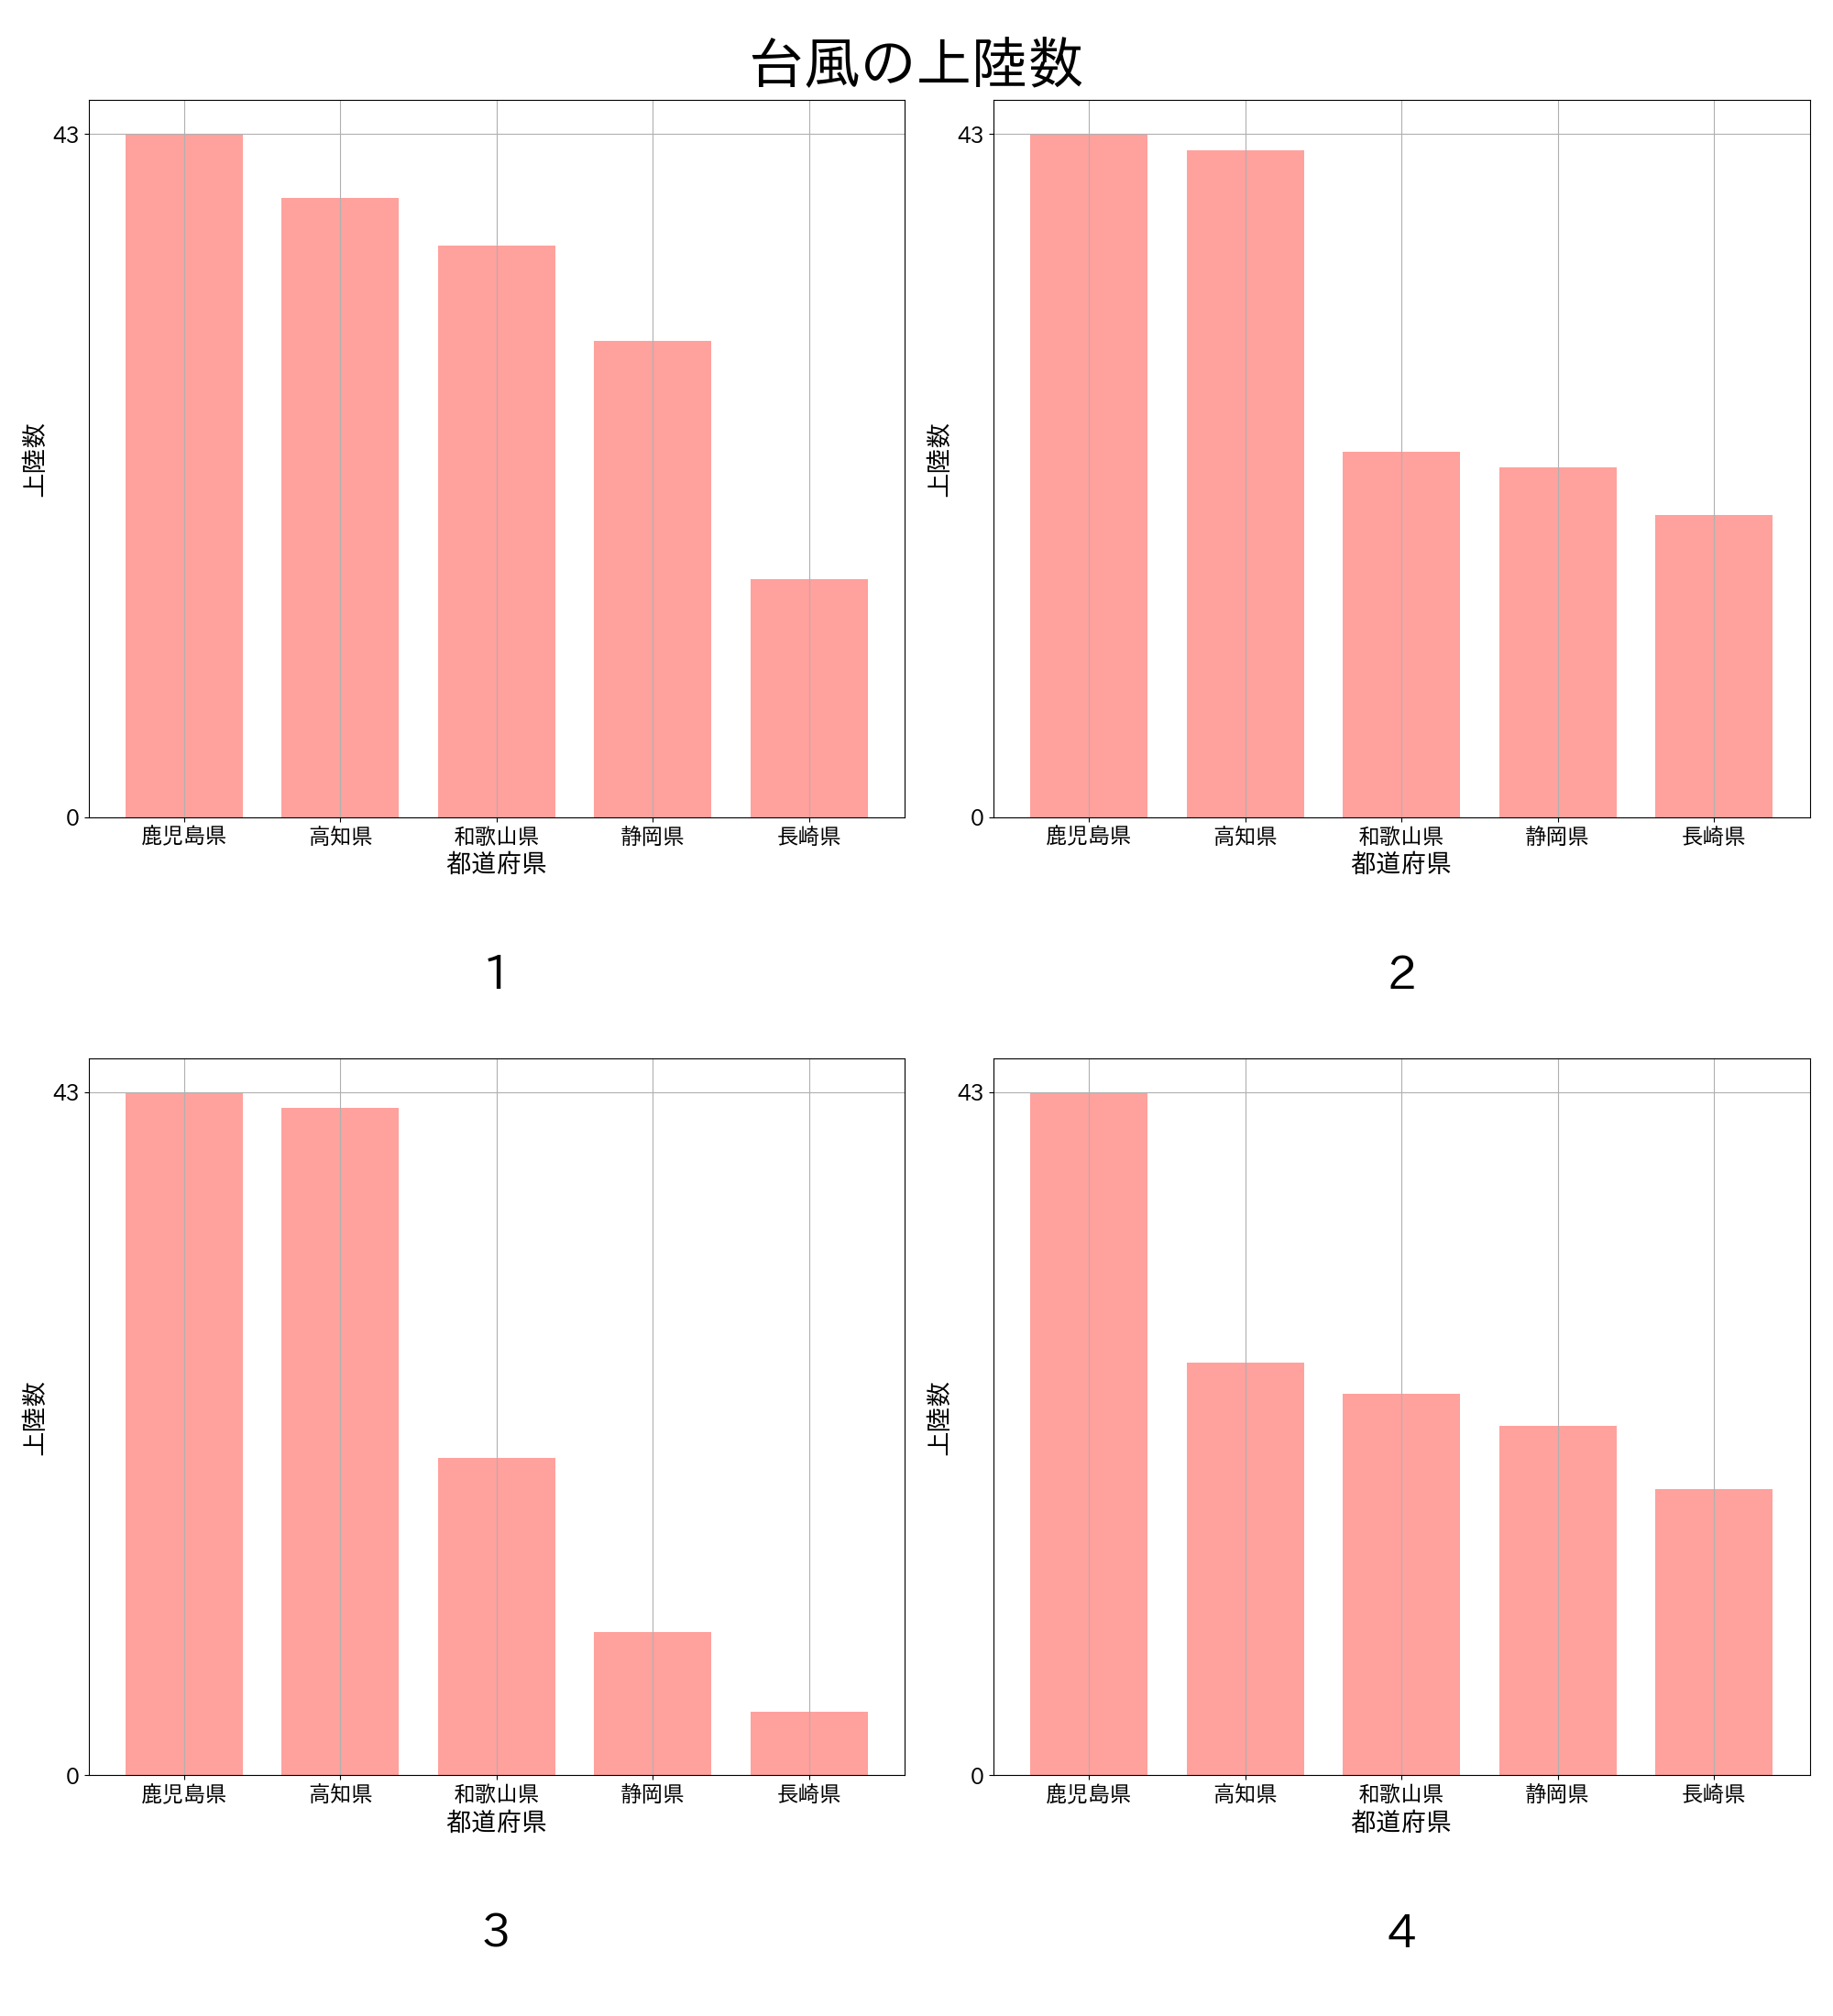 台風の上陸数
43
0
上陸数
鹿児島県 高知県 和歌山県 静岡県 長崎県
都道府県
1
43
0
上陸数
鹿児島県 高知県 和歌山県 静岡県 長崎県
都道府県
2
43
0
上陸数
鹿児島県 高知県 和歌山県 静岡県 長崎県
都道府県
3
43
0
上陸数
鹿児島県 高知県 和歌山県 静岡県 長崎県
都道府県
4